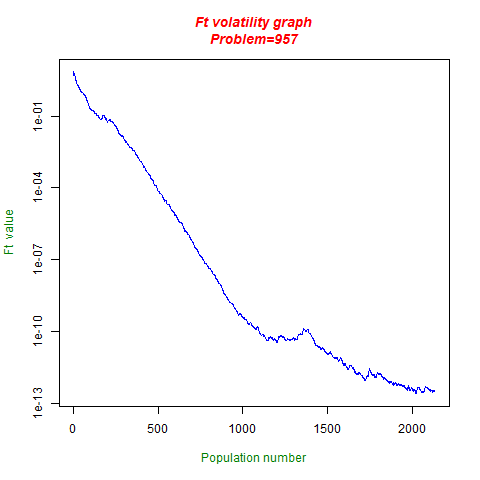 Ft volatility graph
Problem=957
1e-01
1e-04
1e-07
1e-10
1e-13
Ft value
0
500
1000
1500
2000
Population number